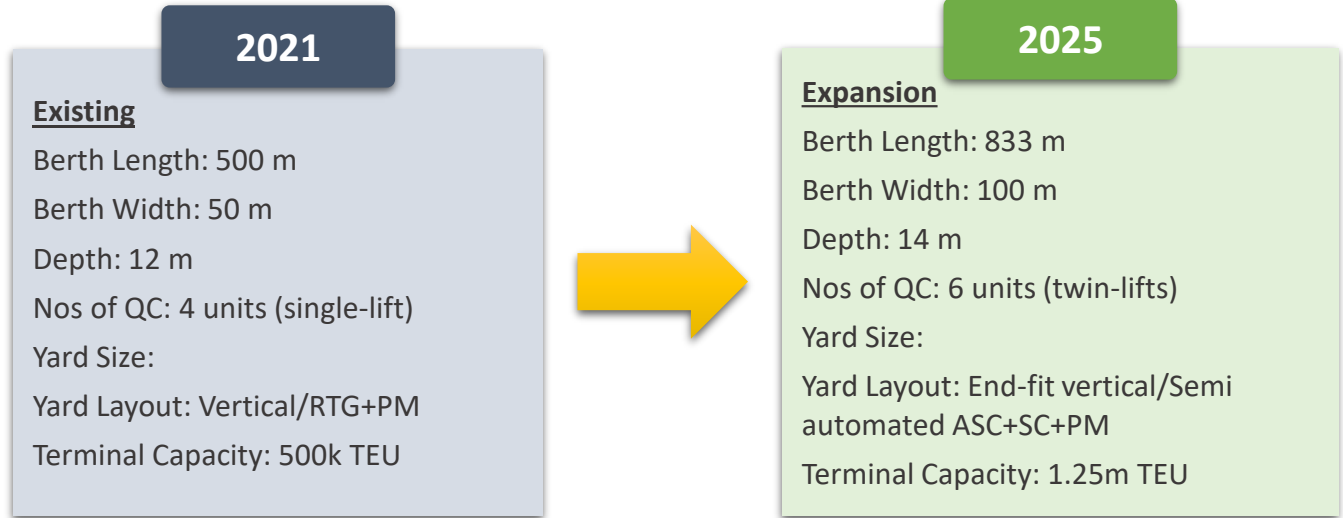 2021
Existing
Berth Length: 500 m
Berth Width: 50 m
Depth: 12 m
Nos of QC: 4 units (single-lift)
Yard Size:
Yard Layout: Vertical/RTG+PM
Terminal Capacity: 500k TEU
2025
Expansion
Berth Length: 833 m
Berth Width: 100 m
Depth: 14 m
Nos of QC: 6 units (twin-lifts)
Yard Size:
Yard Layout: End-fit vertical/Semi
automated ASC+SC+PM
Terminal Capacity: 1.25m TEU